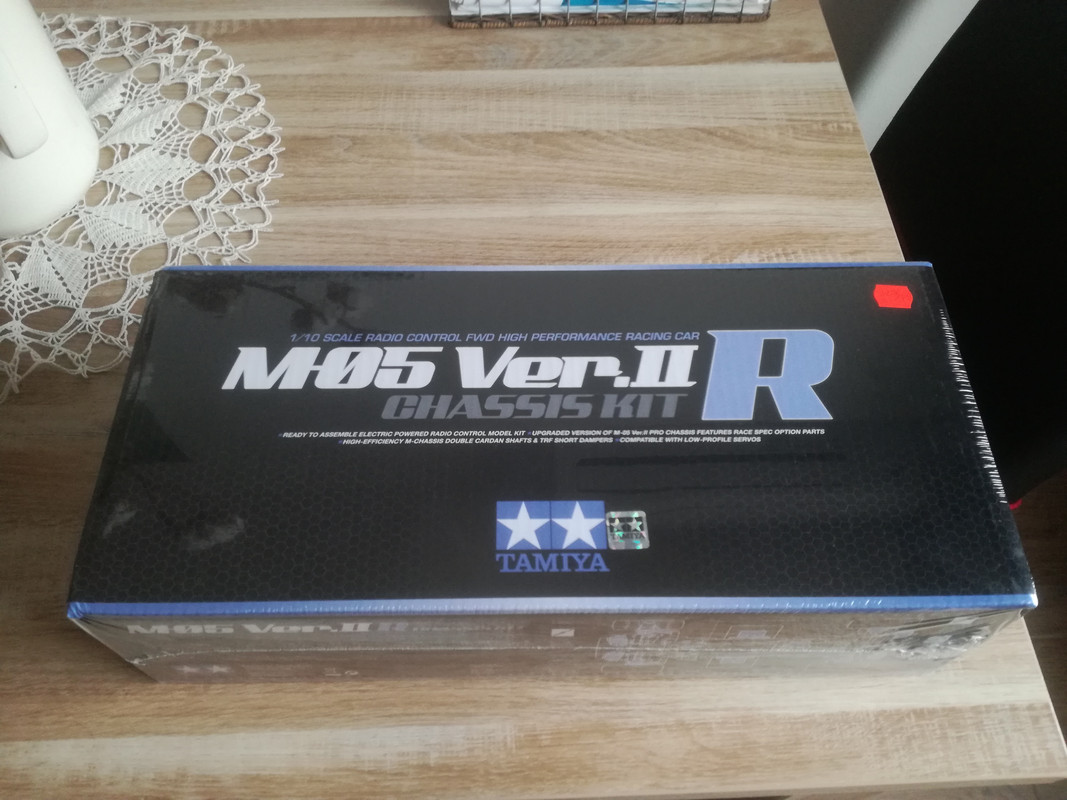 1/10 SCALE RADIO CONTROL FWD HIGH PERFORMANCE RACING CAR
M-05 Ver.II R
CHASSIS KIT
READY TO ASSEMBLE ELECTRIC POWERED RADIO CONTROL MODEL KIT UPGRADED VERSION OF M-05 Ver.II PRO CHASSIS FEATURES RACE SPEC OPTION PARTS
HIGH-EFFICIENCY M-CHASSIS DOUBLE CARDAN SHAFTS & TRF SHORT DAMPERS COMPATIBLE WITH LOW-PROFILE SERVOS
TAMIYA
TAMIYA
M-05 Ver.II R